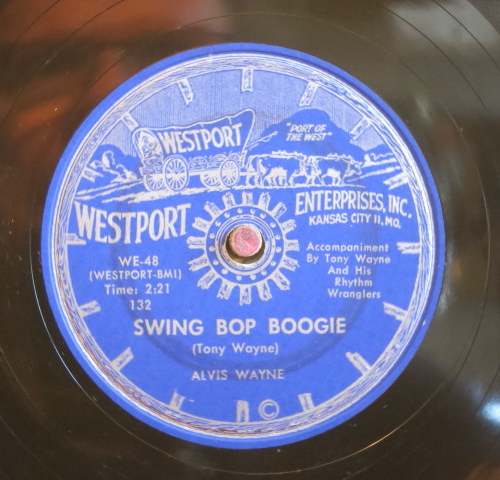 WESTPORT
"PORT OF
THE WEST"
WESTPORT
ENTERPRISES, INC.
KANSAS CITY 11, MO.
WE-48
(WESTPORT-BMI)
Time: 2:21
132
Accompaniment
By Tony Wayne
And His
Rhythm
Wranglers
SWING BOP BOOGIE
(Tony Wayne)
ALVIS WAYNE
©